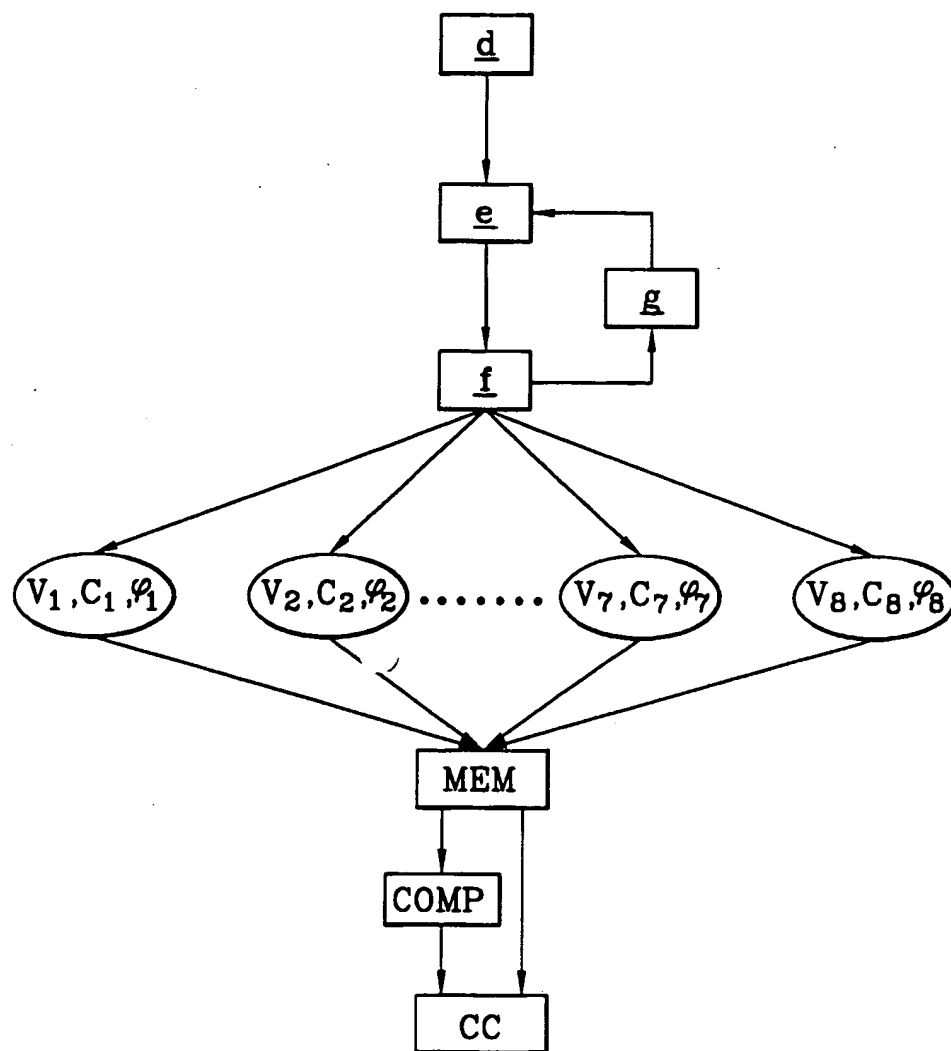 d
e
g
f
V1,C1,φ1
V2,C2,φ2 ....... V7,C7,φ7
V8,C8,φ8
MEM
COMP
CC